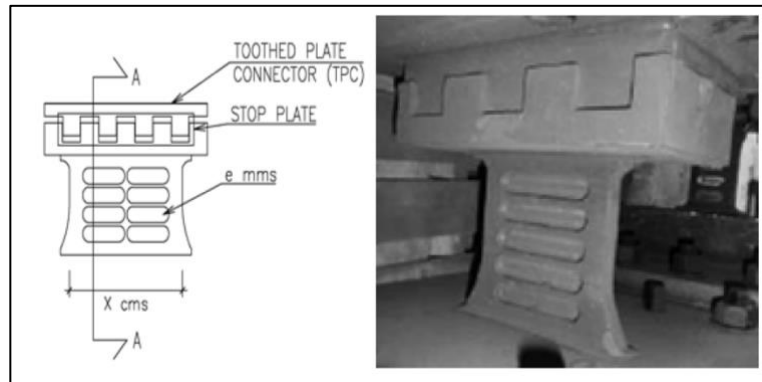 A
TOOTHED PLATE
CONNECTOR (TPC)
STOP PLATE
e mms
X cms
A